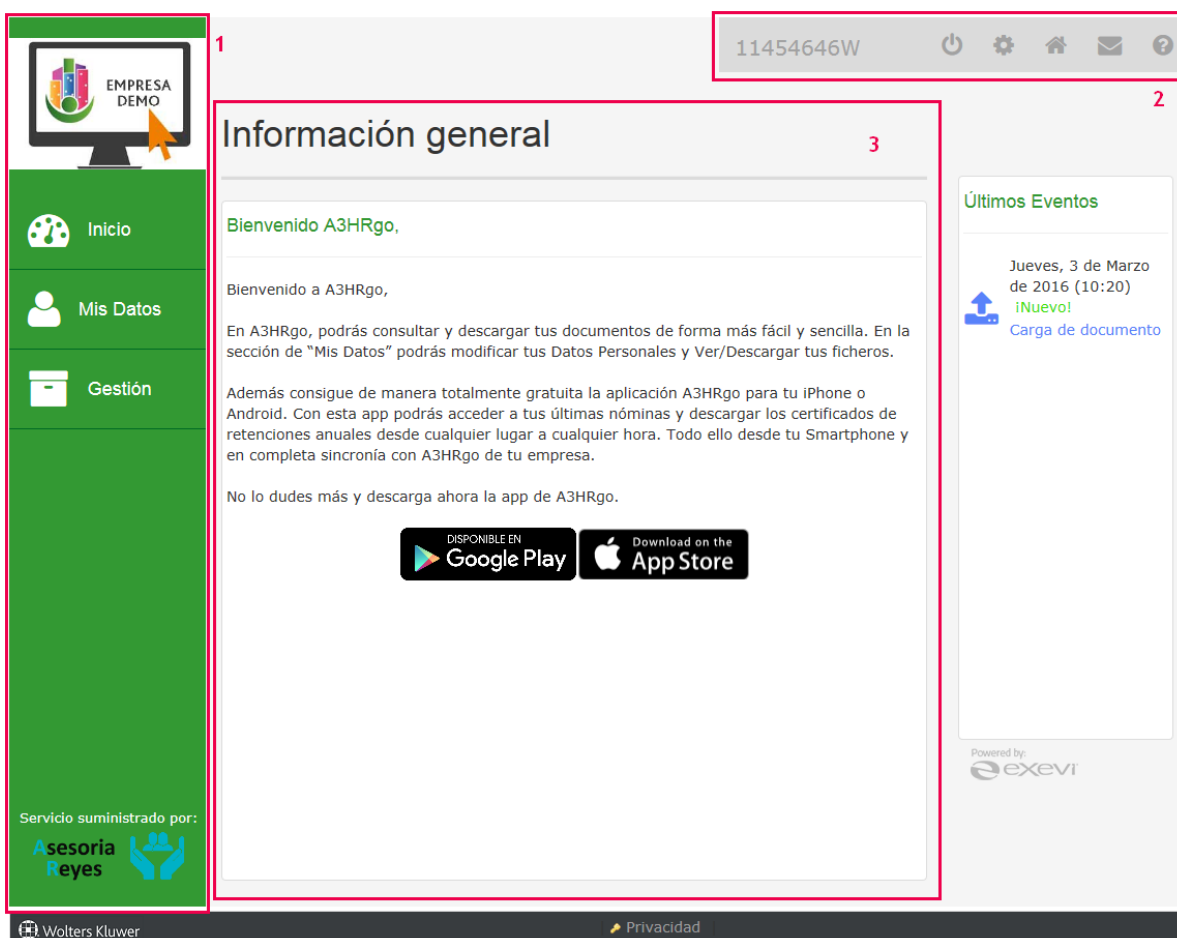 1
EMPRESA
DEMO
Inicio
Mis Datos
Gestión
Servicio suministrado por:
Asesoria
Reyes
11454646W
2
Información general
3
Bienvenido A3HRgo,
Bienvenido a A3HRgo,
En A3HRgo, podrás consultar y descargar tus documentos de forma más fácil y sencilla. En la
sección de “Mis Datos” podrás modificar tus Datos Personales y Ver/Descargar tus ficheros.
Además consigue de manera totalmente gratuita la aplicación A3HRgo para tu iPhone o
Android. Con esta app podrás acceder a tus últimas nóminas y descargar los certificados de
retenciones anuales desde cualquier lugar a cualquier hora. Todo ello desde tu Smartphone y
en completa sincronía con A3HRgo de tu empresa.
No lo dudes más y descarga ahora la app de A3HRgo.
DISPONIBLE EN
Google Play
Download on the
App Store
Últimos Eventos
Jueves, 3 de Marzo
de 2016 (10:20)
¡Nuevo!
Carga de documento
Powered by:
exevi
Wolters Kluwer
Privacidad